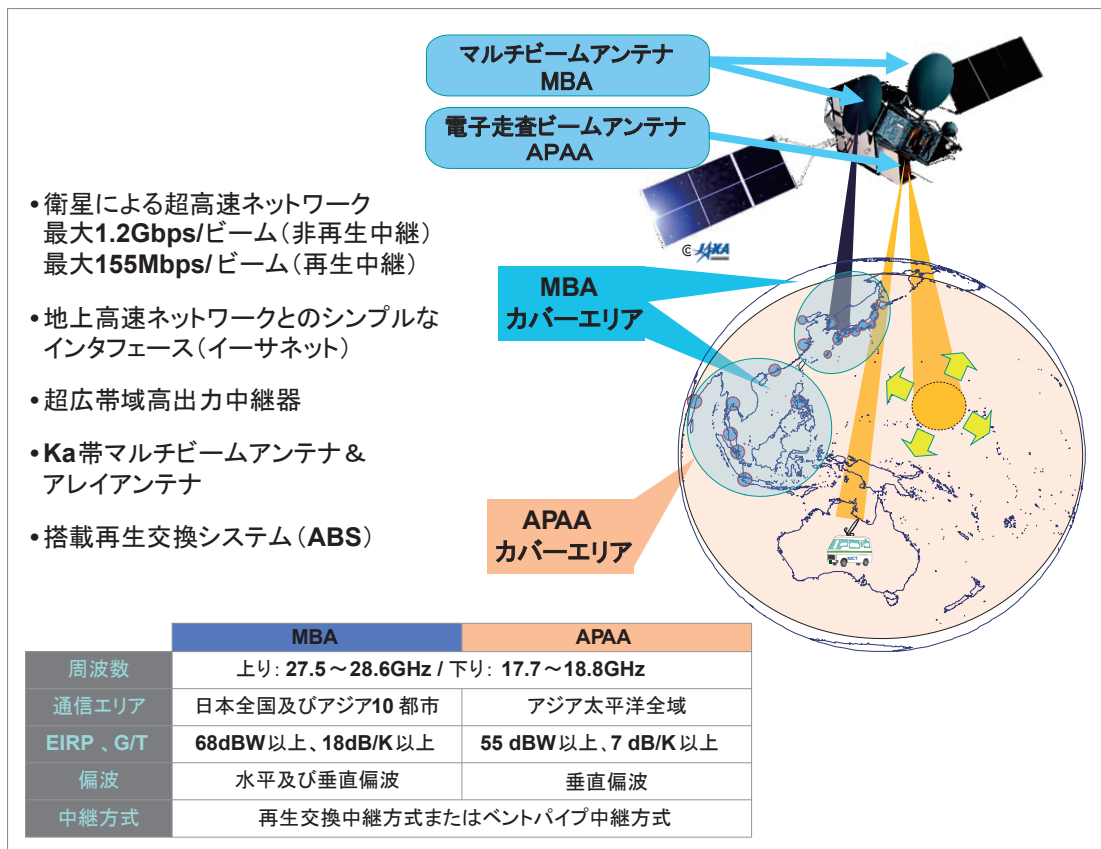 マルチビームアンテナ
MBA
電子走査ビームアンテナ
APAA
•衛星による超高速ネットワーク
最大1.2Gbps/ビーム（非再生中継）
最大155Mbps/ビーム（再生中継）
•地上高速ネットワークとのシンプルな
インタフェース（イーサネット）
•超広帯域高出力中継器
•Ka帯マルチビームアンテナ＆
アレイアンテナ
•搭載再生交換システム（ABS）
© JAXA
MBA
カバーエリア
APAA
カバーエリア
NICT
MBA APAA
周波数 上り: 27.5～28.6GHz / 下り: 17.7～18.8GHz
通信エリア 日本全国及びアジア10 都市 アジア太平洋全域
EIRP 、G/T 68dBW以上、18dB/K以上 55 dBW以上、7 dB/K以上
偏波 水平及び垂直偏波 垂直偏波
中継方式 再生交換中継方式またはベントパイプ中継方式